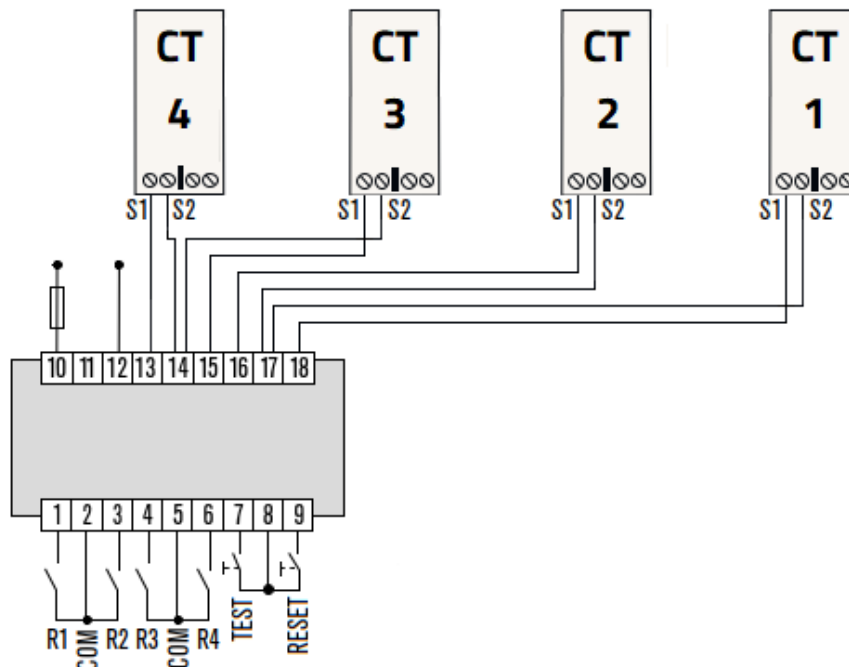 CT CT CT CT
4 3 2 1
S1 S2 S1 S2 S1 S2 S1 S2
10 11 12 13 14 15 16 17 18
1 2 3 4 5 6 7 8 9
R1 COM R2 R3 COM R4 TEST RESET